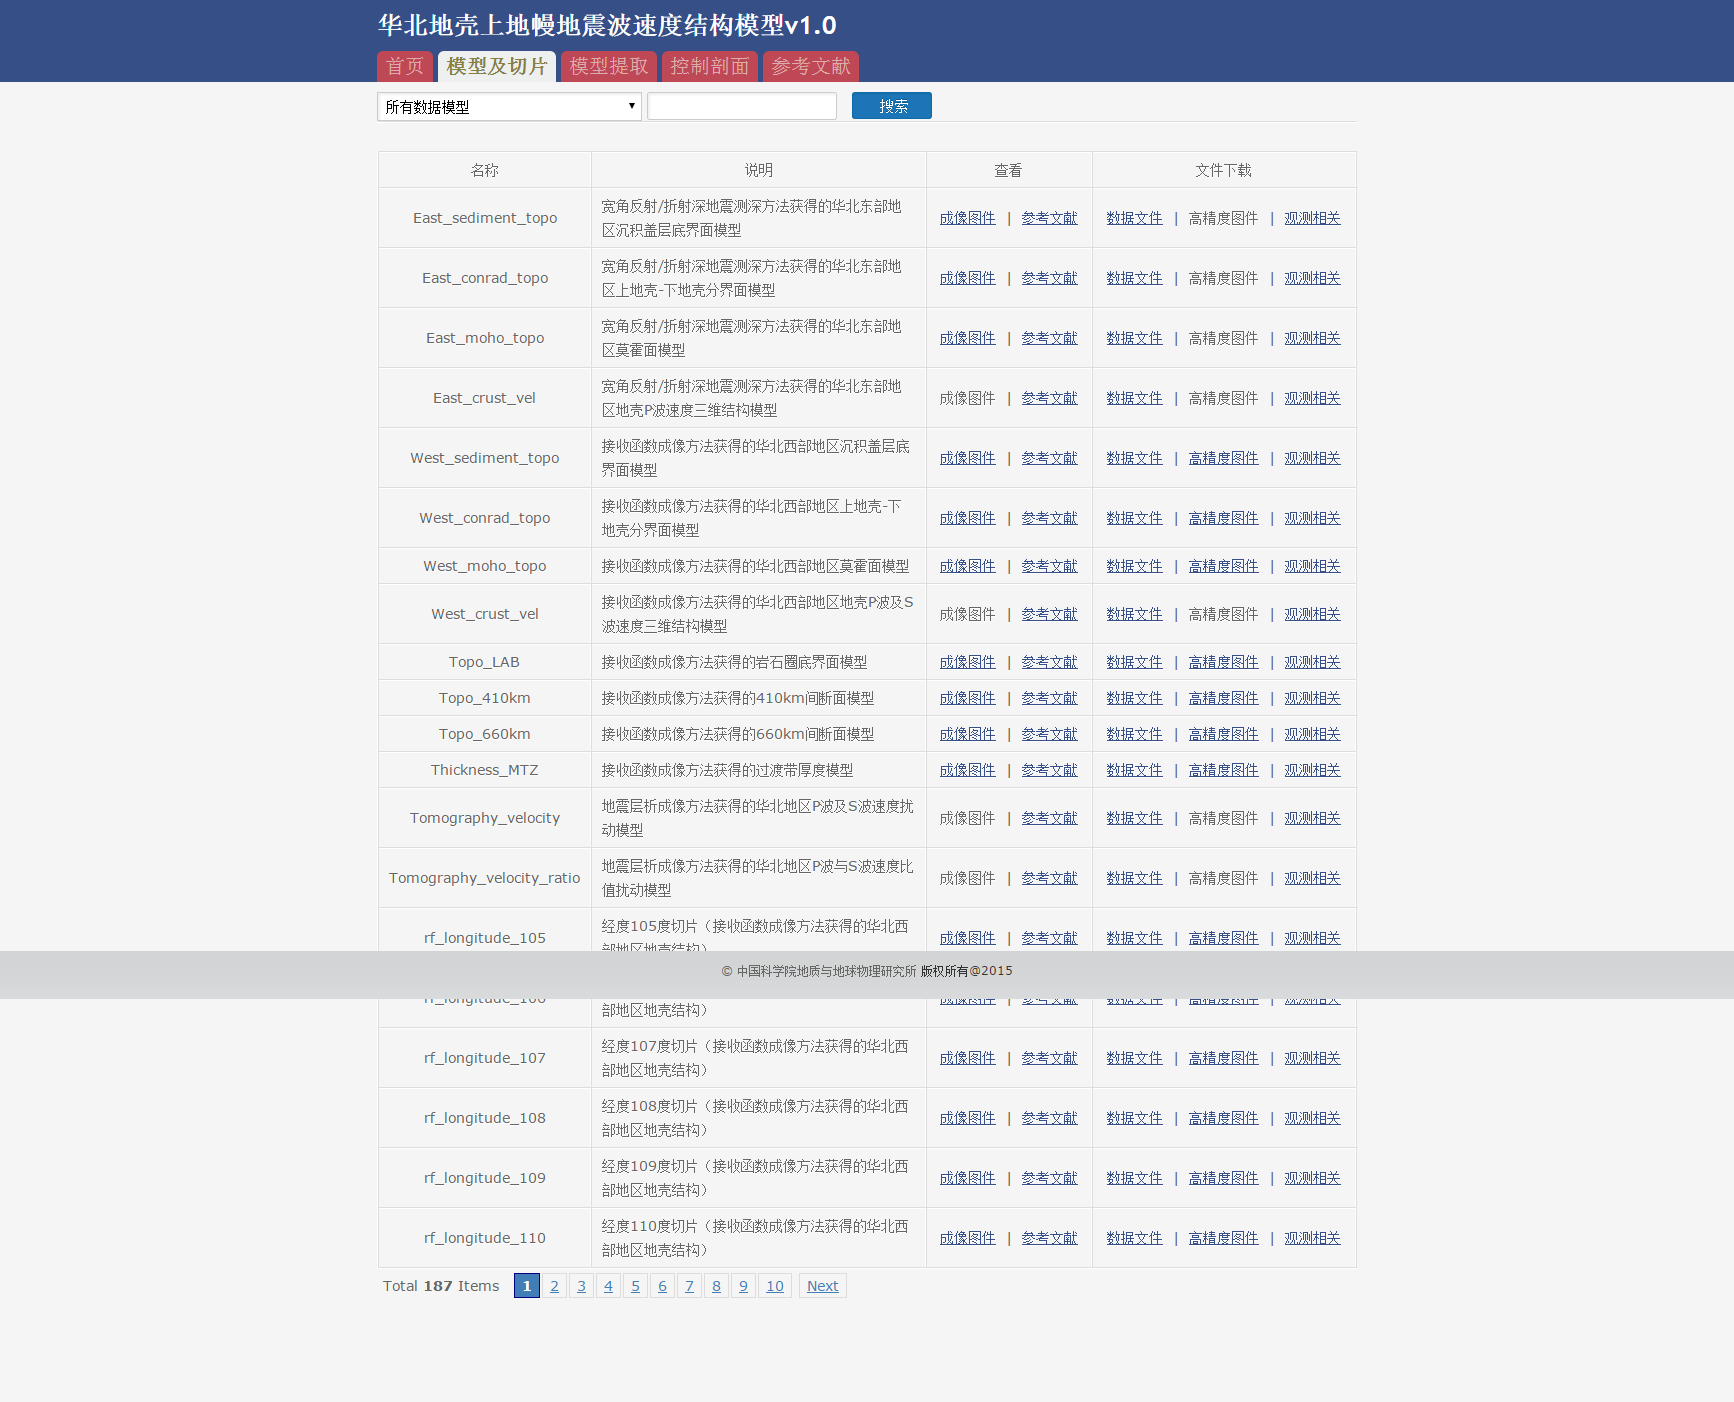 华北地壳上地幔地震波速度结构模型v1.0
首页 模型及切片 模型提取 控制剖面 参考文献
所有数据模型 搜索
名称 说明 查看 文件下载
East_sediment_topo 宽角反射/折射深地震测深方法获得的华北东部地 成像图件 | 参考文献 数据文件 | 高精度图件 | 观测相关
区沉积盖层底界面模型
East_conrad_topo 宽角反射/折射深地震测深方法获得的华北东部地 成像图件 | 参考文献 数据文件 | 高精度图件 | 观测相关
区上地壳-下地壳分界面模型
East_moho_topo 宽角反射/折射深地震测深方法获得的华北东部地 成像图件 | 参考文献 数据文件 | 高精度图件 | 观测相关
区莫霍面模型
East_crust_vel 宽角反射/折射深地震测深方法获得的华北东部地 成像图件 | 参考文献 数据文件 | 高精度图件 | 观测相关
区地壳P波速度三维结构模型
West_sediment_topo 接收函数成像方法获得的华北西部地区沉积盖层底 成像图件 | 参考文献 数据文件 | 高精度图件 | 观测相关
界面模型
West_conrad_topo 接收函数成像方法获得的华北西部地区上地壳-下 成像图件 | 参考文献 数据文件 | 高精度图件 | 观测相关
地壳分界面模型
West_moho_topo 接收函数成像方法获得的华北西部地区莫霍面模型 成像图件 | 参考文献 数据文件 | 高精度图件 | 观测相关
West_crust_vel 接收函数成像方法获得的华北西部地区地壳P波及S 成像图件 | 参考文献 数据文件 | 高精度图件 | 观测相关
波速度三维结构模型
Topo_LAB 接收函数成像方法获得的岩石圈底界面模型 成像图件 | 参考文献 数据文件 | 高精度图件 | 观测相关
Topo_410km 接收函数成像方法获得的410km间断面模型 成像图件 | 参考文献 数据文件 | 高精度图件 | 观测相关
Topo_660km 接收函数成像方法获得的660km间断面模型 成像图件 | 参考文献 数据文件 | 高精度图件 | 观测相关
Thickness_MTZ 接收函数成像方法获得的过渡带厚度模型 成像图件 | 参考文献 数据文件 | 高精度图件 | 观测相关
Tomography_velocity 地震层析成像方法获得的华北地区P波及S波速度扰 成像图件 | 参考文献 数据文件 | 高精度图件 | 观测相关
动模型
Tomography_velocity_ratio 地震层析成像方法获得的华北地区P波与S波速度比 成像图件 | 参考文献 数据文件 | 高精度图件 | 观测相关
值扰动模型
rf_longitude_105 经度105度切片（接收函数成像方法获得的华北西 成像图件 | 参考文献 数据文件 | 高精度图件 | 观测相关
部地区地壳结构）
© 中国科学院地质与地球物理研究所 版权所有@2015
rf_longitude_106 成像图件 | 参考文献 数据文件 | 高精度图件 | 观测相关
部地区地壳结构）
rf_longitude_107 经度107度切片（接收函数成像方法获得的华北西 成像图件 | 参考文献 数据文件 | 高精度图件 | 观测相关
部地区地壳结构）
rf_longitude_108 经度108度切片（接收函数成像方法获得的华北西 成像图件 | 参考文献 数据文件 | 高精度图件 | 观测相关
部地区地壳结构）
rf_longitude_109 经度109度切片（接收函数成像方法获得的华北西 成像图件 | 参考文献 数据文件 | 高精度图件 | 观测相关
部地区地壳结构）
rf_longitude_110 经度110度切片（接收函数成像方法获得的华北西 成像图件 | 参考文献 数据文件 | 高精度图件 | 观测相关
部地区地壳结构）
Total 187 Items 1 2 3 4 5 6 7 8 9 10 Next